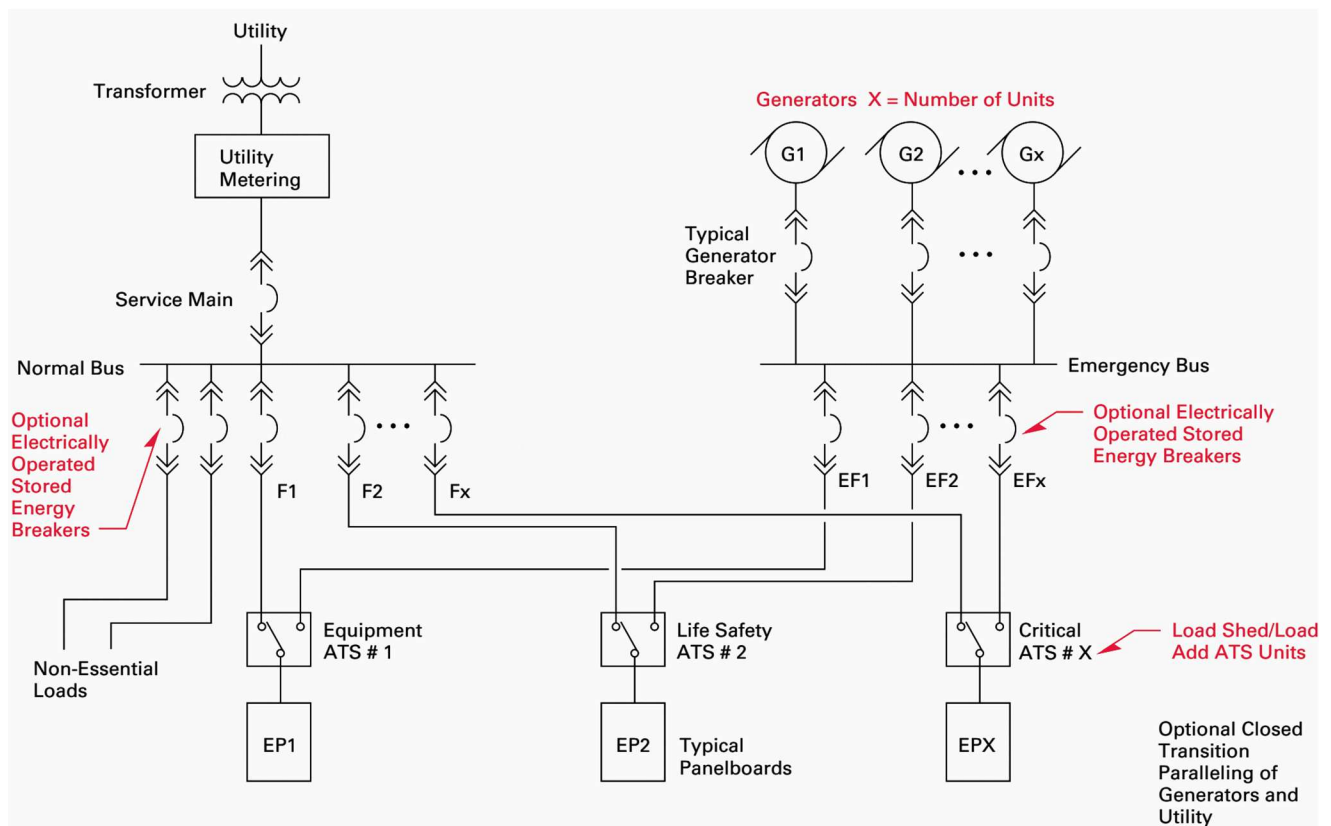 Utility
Transformer
Utility
Metering
Service Main
Normal Bus
Optional
Electrically
Operated
Stored
Energy
Breakers
F1
F2
Fx
Non-Essential
Loads
Generators X = Number of Units
G1
G2
Gx
Typical
Generator
Breaker
Emergency Bus
Optional Electrically
Operated Stored
Energy Breakers
EF1
EF2
EFx
Equipment
ATS # 1
Life Safety
ATS # 2
Critical
ATS # X
Load Shed/Load
Add ATS Units
EP1
EP2
Typical
Panelboards
EPX
Optional Closed
Transition
Paralleling of
Generators and
Utility